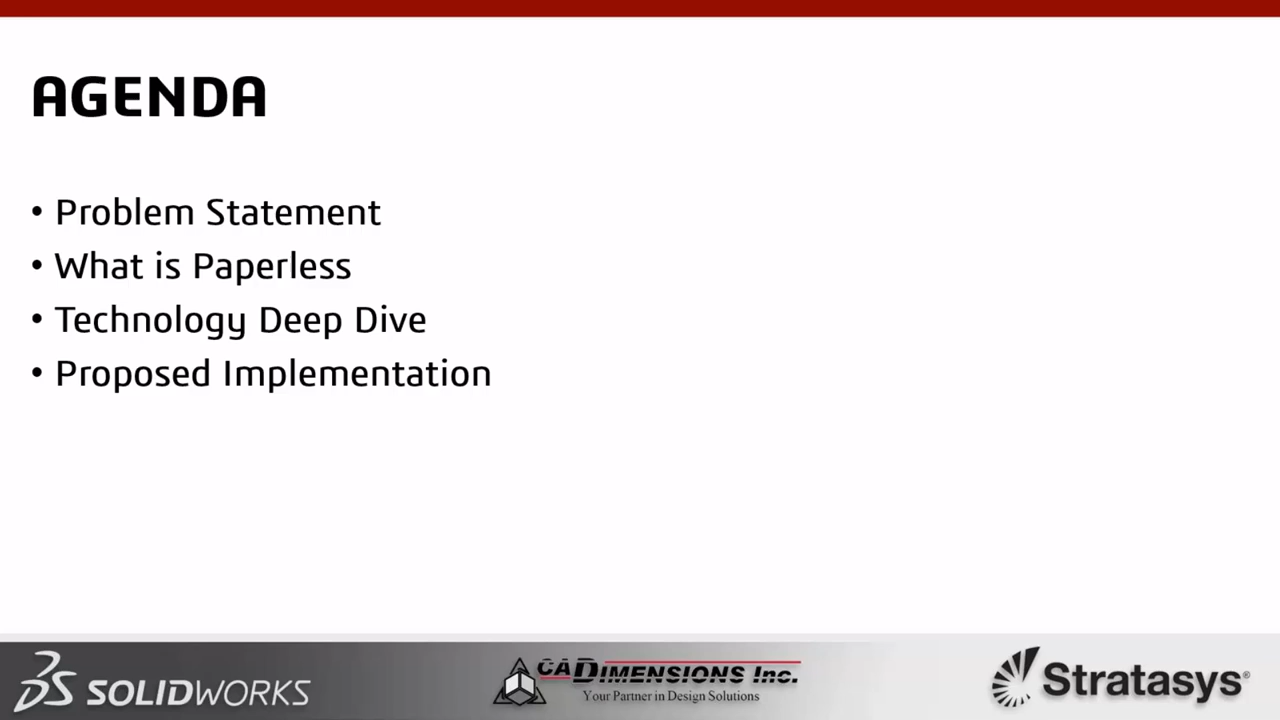 AGENDA
• Problem Statement
• What is Paperless
• Technology Deep Dive
• Proposed Implementation
SOLIDWORKS
CADIMENSIONS Inc.
Your Partner in Design Solutions
Stratasys®